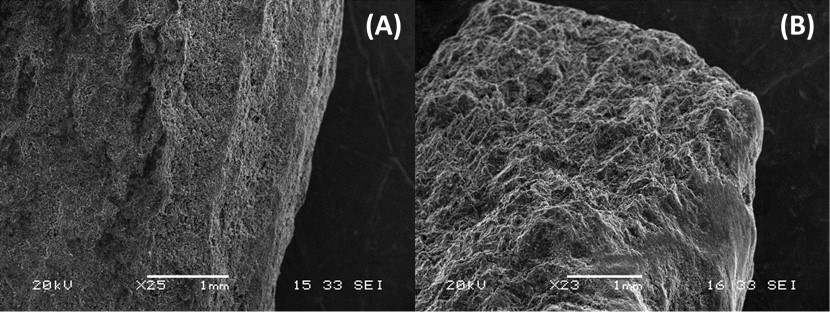 (A)
20kV X25 1mm 15 33 SEI
(B)
20kV X23 1mm 16 33 SEI